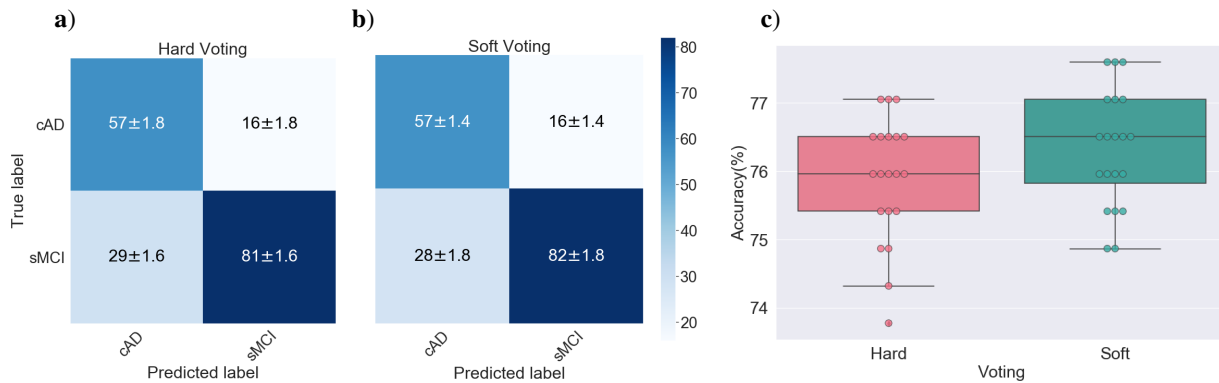 a)
Hard Voting
True label
cAD
sMCI
57±1.8
16±1.8
29±1.6
81±1.6
cAD
sMCI
Predicted label
b)
Soft Voting
57±1.4
16±1.4
28±1.8
82±1.8
cAD
sMCI
Predicted label
80
70
60
50
40
30
20
c)
Accuracy(%)
77
76
75
74
Hard
Soft
Voting